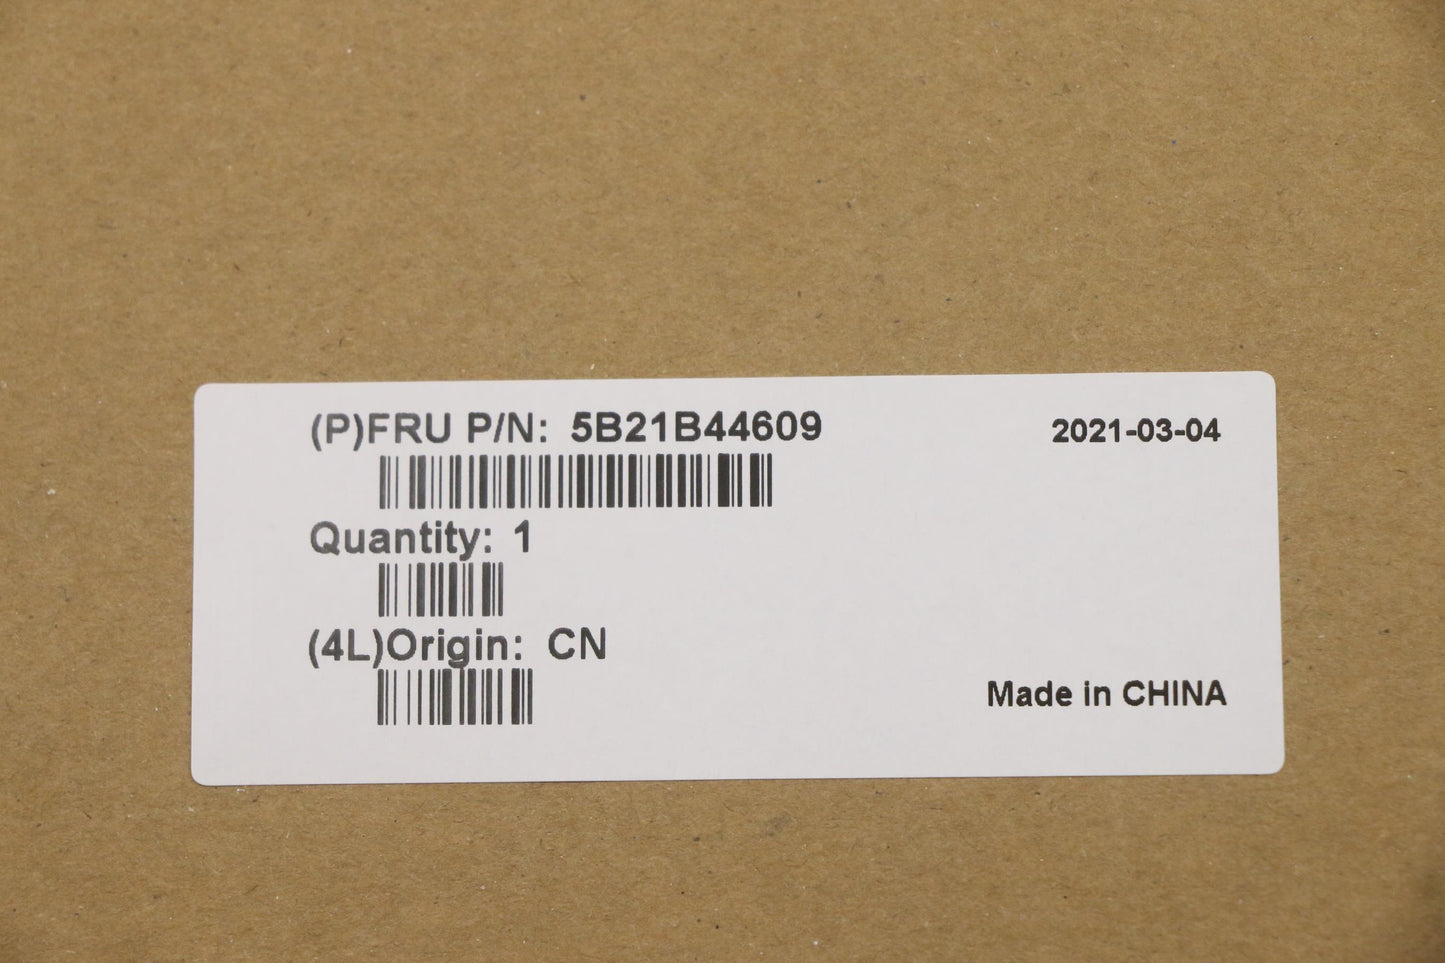 (P)FRU P/N: 5B21B44609
2021-03-04
Quantity: 1
(4L)Origin: CN
Made in CHINA